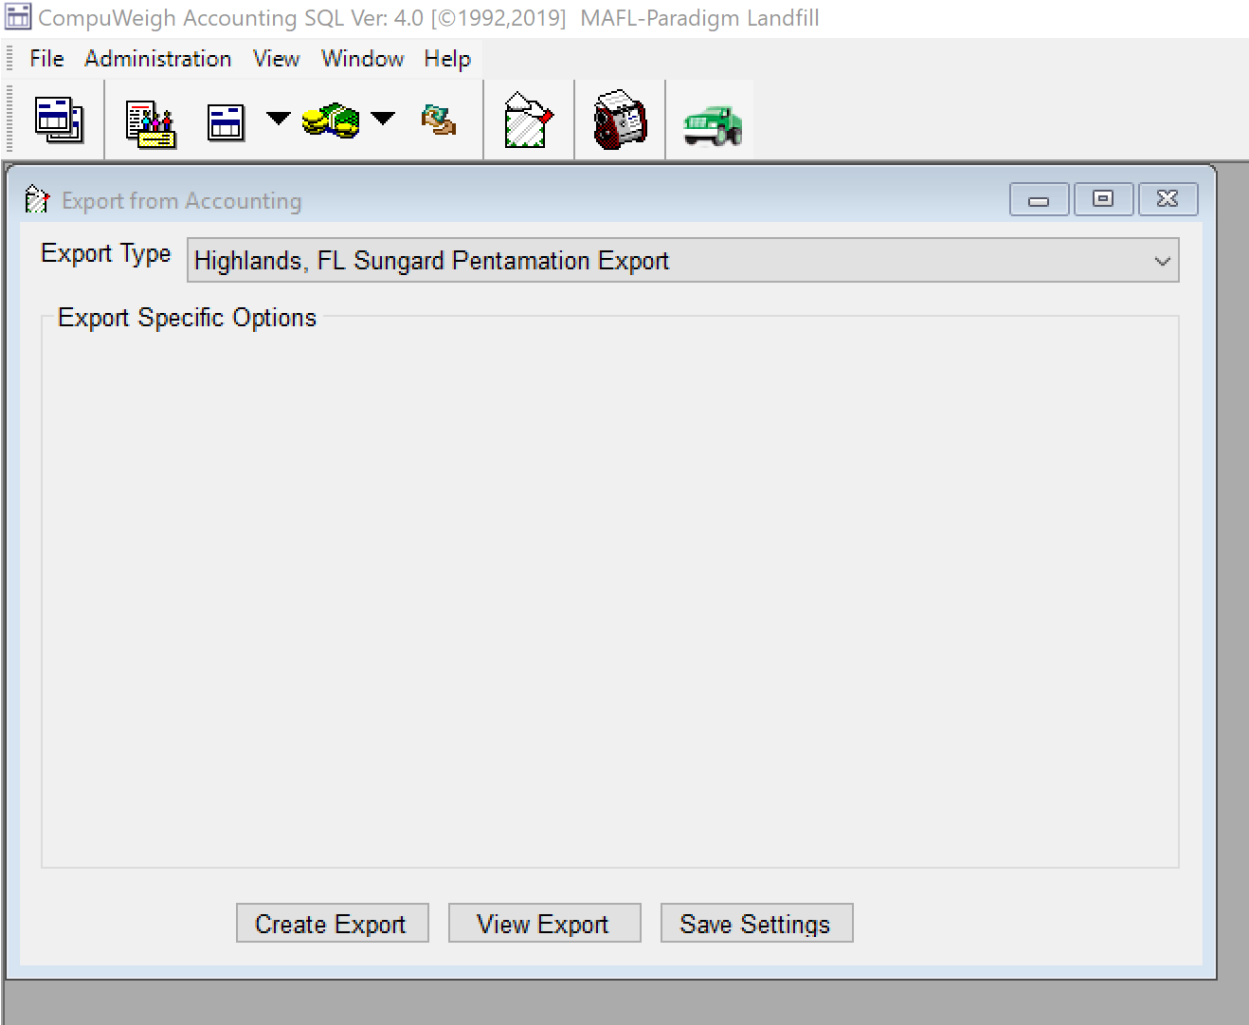 CompuWeigh Accounting SQL Ver: 4.0 [©1992,2019]  MAFL-Paradigm Landfill
File Administration View Window Help
Export from Accounting
Export Type Highlands, FL Sungard Pentamation Export
Export Specific Options
Create Export View Export Save Settings